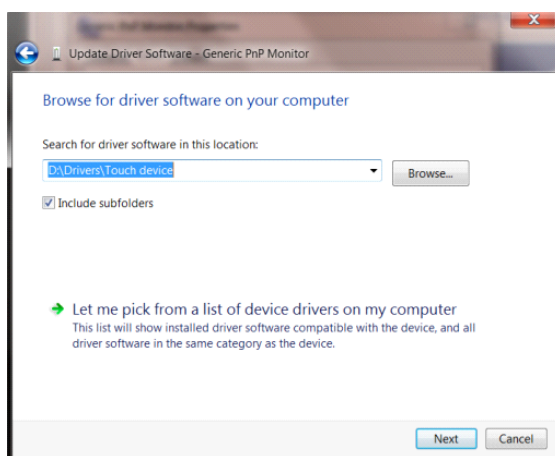 Update Driver Software - Generic PnP Monitor
Browse for driver software on your computer
Search for driver software in this location:
D:\Drivers\Touch device
Browse...
Include subfolders
Let me pick from a list of device drivers on my computer
This list will show installed driver software compatible with the device, and all
driver software in the same category as the device.
Next
Cancel